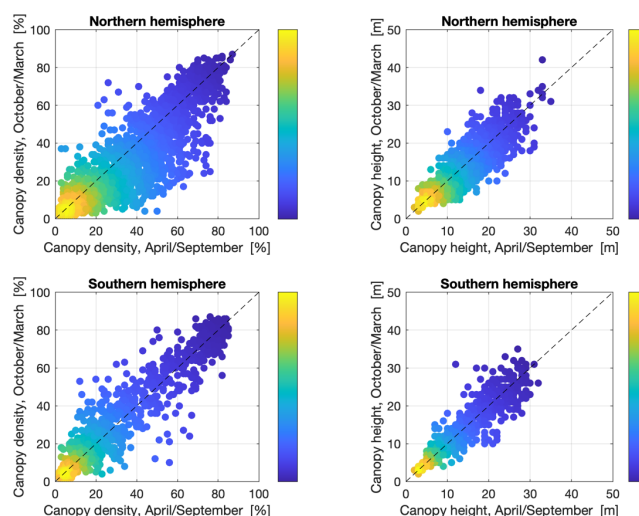 Northern hemisphere
Canopy density, October/March [%]
100
80
60
40
20
0
0 20 40 60 80 100
Canopy density, April/September [%]
Northern hemisphere
Canopy height, October/March [m]
50
40
30
20
10
0
0 10 20 30 40 50
Canopy height, April/September [m]
Southern hemisphere
Canopy density, October/March [%]
100
80
60
40
20
0
0 20 40 60 80 100
Canopy density, April/September [%]
Southern hemisphere
Canopy height, October/March [m]
50
40
30
20
10
0
0 10 20 30 40 50
Canopy height, April/September [m]